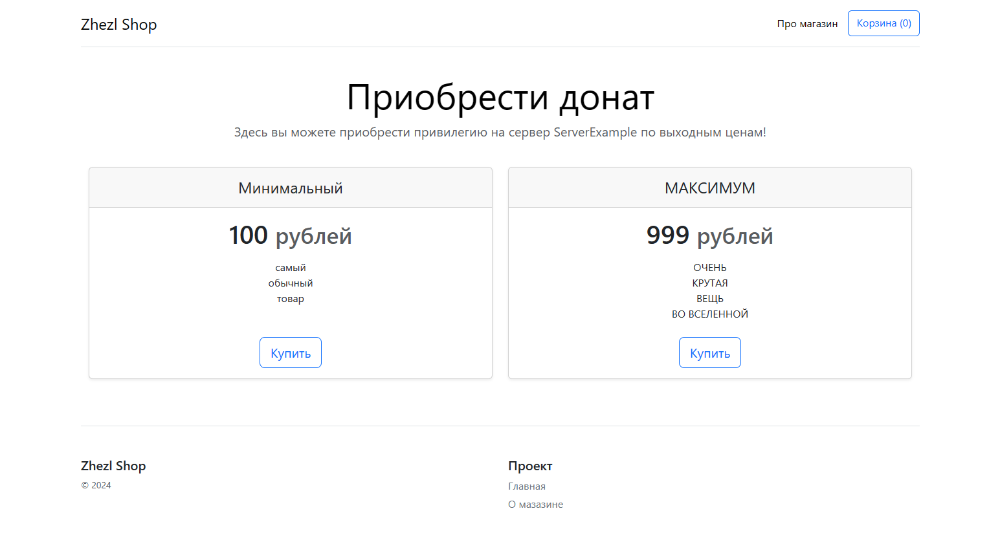 Zhezl Shop
Про магазин
Корзина (0)
Приобрести донат
Здесь вы можете приобрести привилегию на сервер ServerExample по выходным ценам!
Минимальный
100 рублей
самый
обычный
товар
Купить
МАКСИМУМ
999 рублей
ОЧЕНЬ
КРУТАЯ
ВЕЩЬ
ВО ВСЕЛЕННОЙ
Купить
Zhezl Shop
© 2024
Проект
Главная
О мазазине